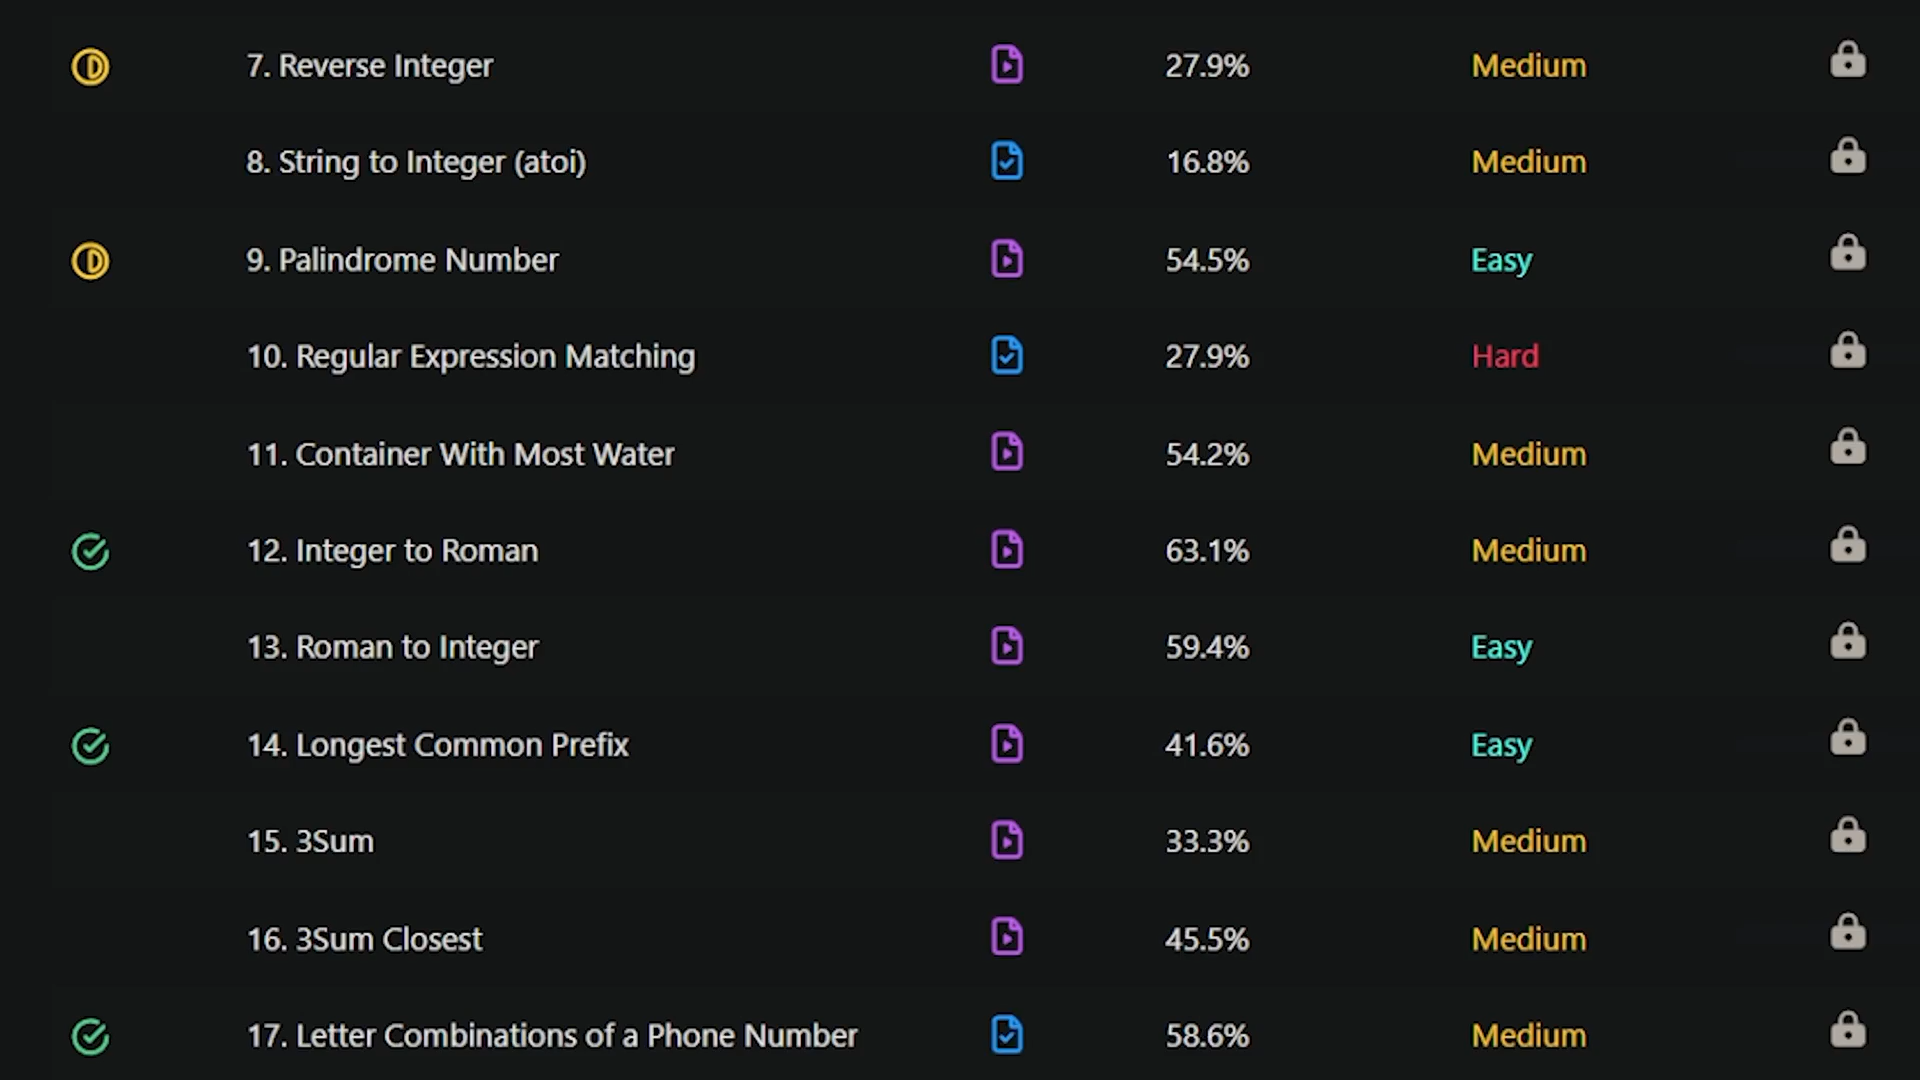 7. Reverse Integer 27.9% Medium
8. String to Integer (atoi) 16.8% Medium
9. Palindrome Number 54.5% Easy
10. Regular Expression Matching 27.9% Hard
11. Container With Most Water 54.2% Medium
12. Integer to Roman 63.1% Medium
13. Roman to Integer 59.4% Easy
14. Longest Common Prefix 41.6% Easy
15. 3Sum 33.3% Medium
16. 3Sum Closest 45.5% Medium
17. Letter Combinations of a Phone Number 58.6% Medium